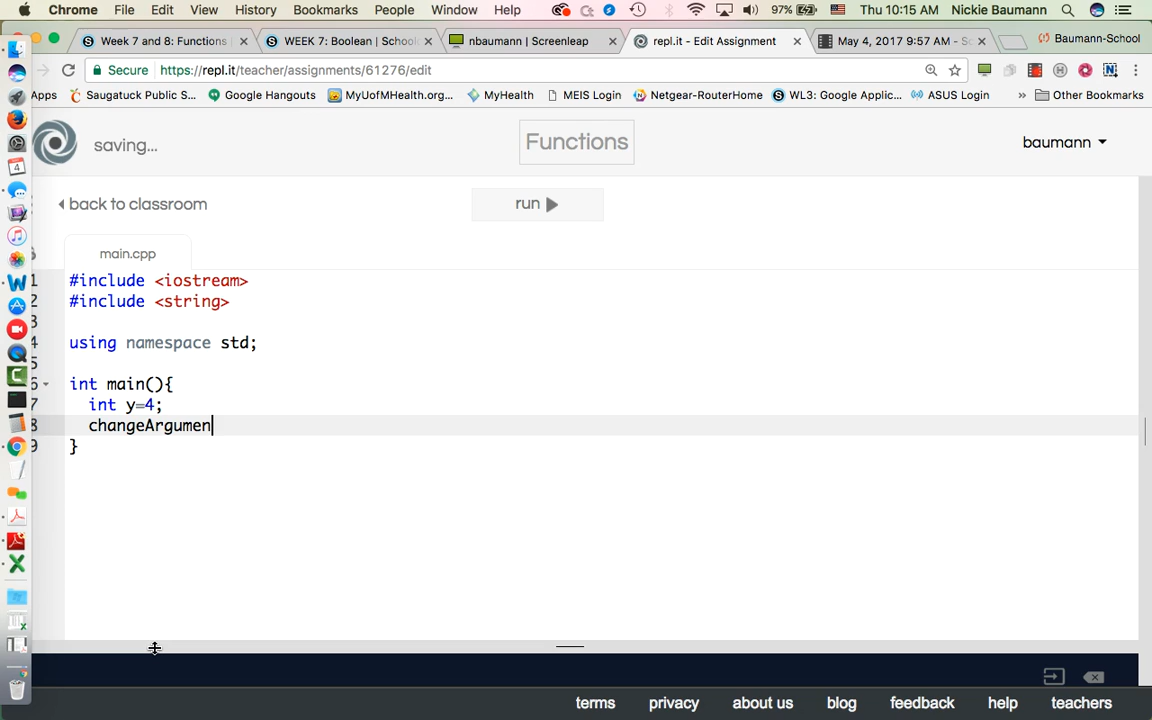 Chrome File Edit View History Bookmarks People Window Help 97% Thu 10:15 AM Nickie Baumann
Week 7 and 8: Functions WEEK 7: Boolean | School nbaumann | Screenleap repl.it - Edit Assignment May 4, 2017 9:57 AM - Sc Baumann-School
Secure https://repl.it/teacher/assignments/61276/edit
Apps Saugatuck Public S... Google Hangouts MyUofMHealth.org... MyHealth MEIS Login Netgear-RouterHome WL3: Google Applic... ASUS Login » Other Bookmarks
saving... Functions baumann
back to classroom run
main.cpp
1 #include <iostream>
2 #include <string>
3
4 using namespace std;
5
6 int main(){
7 int y=4;
8 changeArgumen
9 }
terms privacy about us blog feedback help teachers